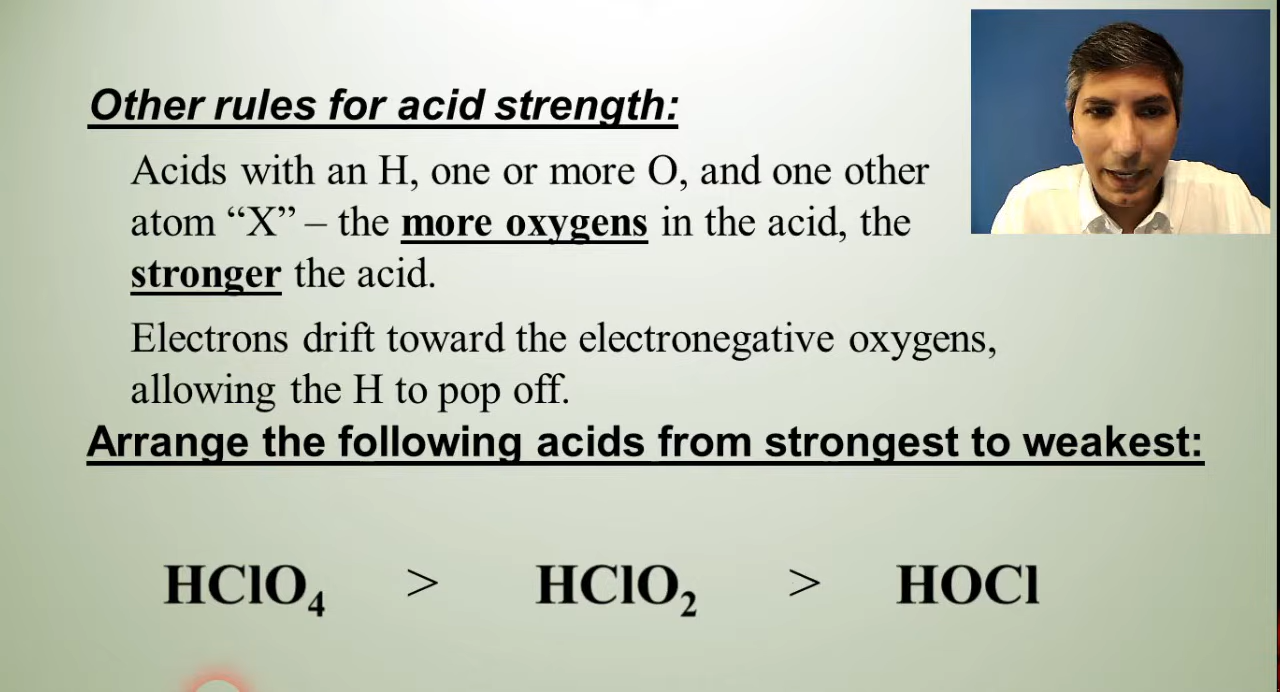 Other rules for acid strength:
Acids with an H, one or more O, and one other
atom “X” – the more oxygens in the acid, the
stronger the acid.
Electrons drift toward the electronegative oxygens,
allowing the H to pop off.
Arrange the following acids from strongest to weakest:
HClO₄ > HClO₂ > HOCl